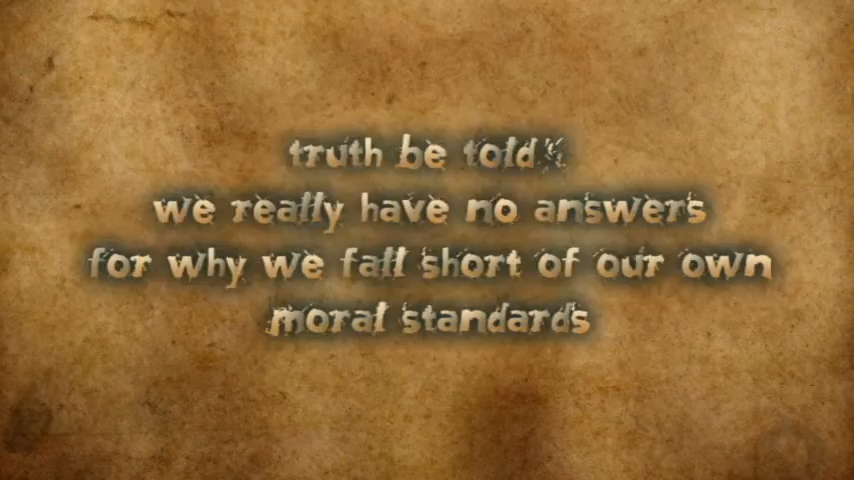 truth be told
we really have no answers
for why we fall short of our own
moral standards